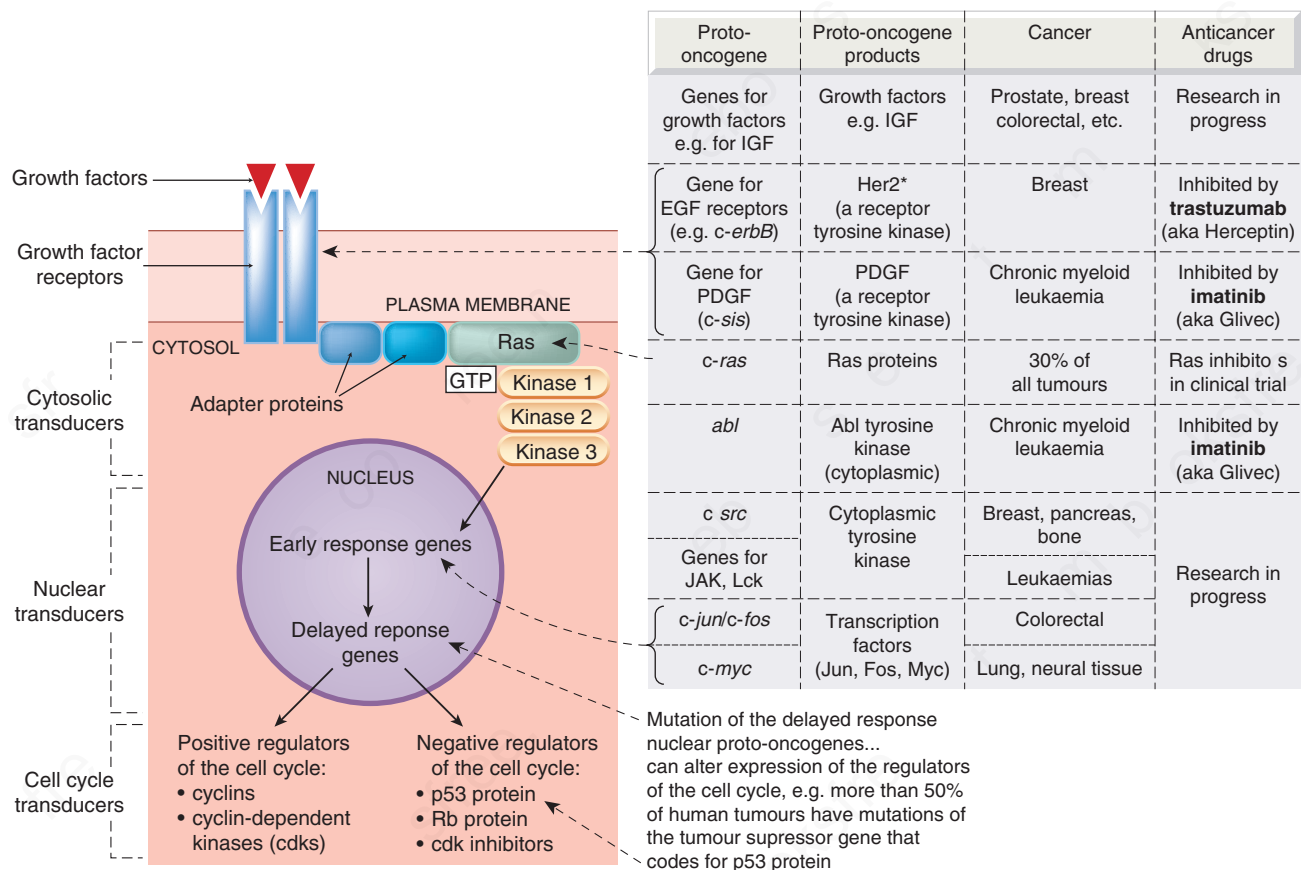 Growth factors
Growth factor
receptors
PLASMA MEMBRANE
CYTOSOL
Ras
GTP
Kinase 1
Kinase 2
Kinase 3
Adapter proteins
Cytosolic
transducers
NUCLEUS
Early response genes
Delayed reponse
genes
Nuclear
transducers
Positive regulators
of the cell cycle:
• cyclins
• cyclin-dependent
kinases (cdks)
Negative regulators
of the cell cycle:
• p53 protein
• Rb protein
• cdk inhibitors
Cell cycle
transducers
Proto-
oncogene
Proto-oncogene
products
Cancer
Anticancer
drugs
Genes for
growth factors
e.g. for IGF
Growth factors
e.g. IGF
Prostate, breast
colorectal, etc.
Research in
progress
Gene for
EGF receptors
(e.g. c-erbB)
Her2*
(a receptor
tyrosine kinase)
Breast
Inhibited by
trastuzumab
(aka Herceptin)
Gene for
PDGF
(c-sis)
PDGF
(a receptor
tyrosine kinase)
Chronic myeloid
leukaemia
Inhibited by
imatinib
(aka Glivec)
c-ras
Ras proteins
30% of
all tumours
Ras inhibito s
in clinical trial
abl
Abl tyrosine
kinase
(cytoplasmic)
Chronic myeloid
leukaemia
Inhibited by
imatinib
(aka Glivec)
c src
Cytoplasmic
tyrosine
kinase
Breast, pancreas,
bone
Genes for
JAK, Lck
Leukaemias
Research in
progress
c-jun/c-fos
Transcription
factors
(Jun, Fos, Myc)
Colorectal
c-myc
Lung, neural tissue
Mutation of the delayed response
nuclear proto-oncogenes...
can alter expression of the regulators
of the cell cycle, e.g. more than 50%
of human tumours have mutations of
the tumour supressor gene that
codes for p53 protein